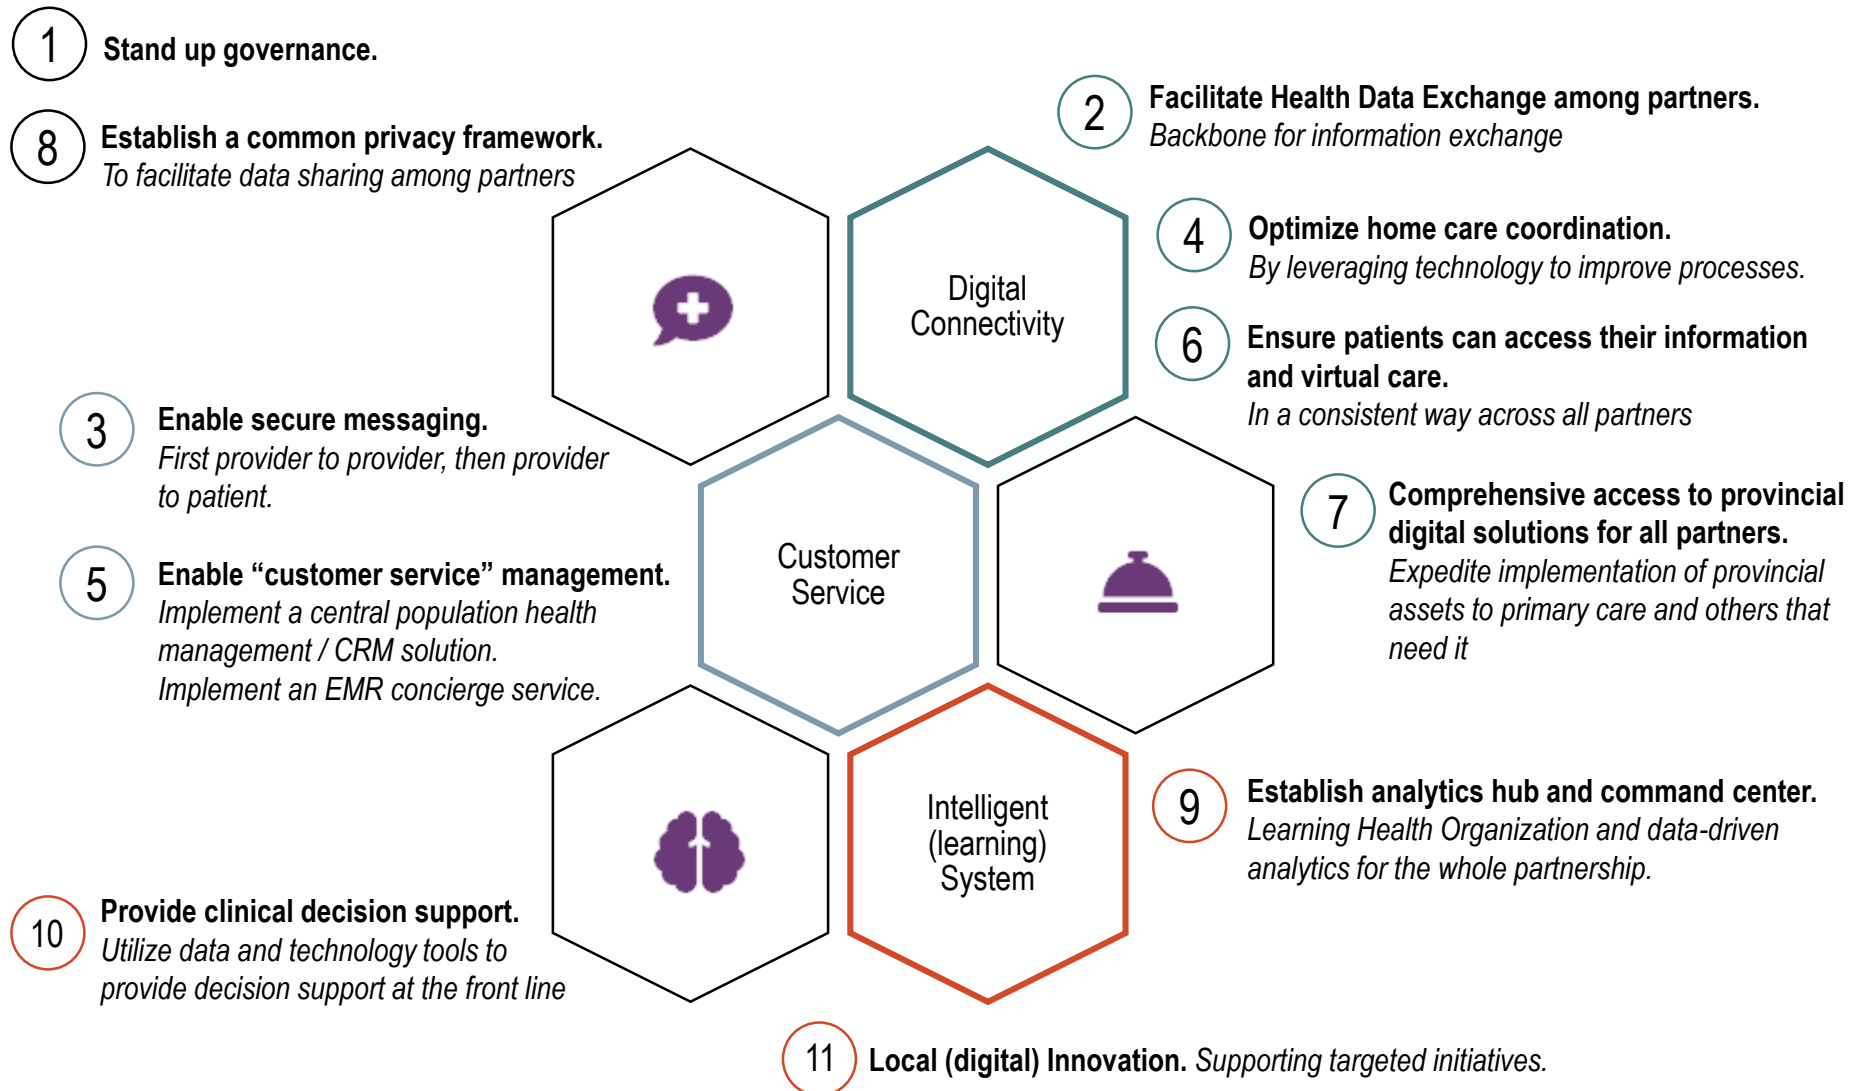 1 Stand up governance.
8 Establish a common privacy framework.
To facilitate data sharing among partners
2 Facilitate Health Data Exchange among partners.
Backbone for information exchange
4 Optimize home care coordination.
By leveraging technology to improve processes.
6 Ensure patients can access their information
and virtual care.
In a consistent way across all partners
Digital
Connectivity
3 Enable secure messaging.
First provider to provider, then provider
to patient.
5 Enable “customer service” management.
Implement a central population health
management / CRM solution.
Implement an EMR concierge service.
Customer
Service
7 Comprehensive access to provincial
digital solutions for all partners.
Expedite implementation of provincial
assets to primary care and others that
need it
Intelligent
(learning)
System
9 Establish analytics hub and command center.
Learning Health Organization and data-driven
analytics for the whole partnership.
10 Provide clinical decision support.
Utilize data and technology tools to
provide decision support at the front line
11 Local (digital) Innovation. Supporting targeted initiatives.